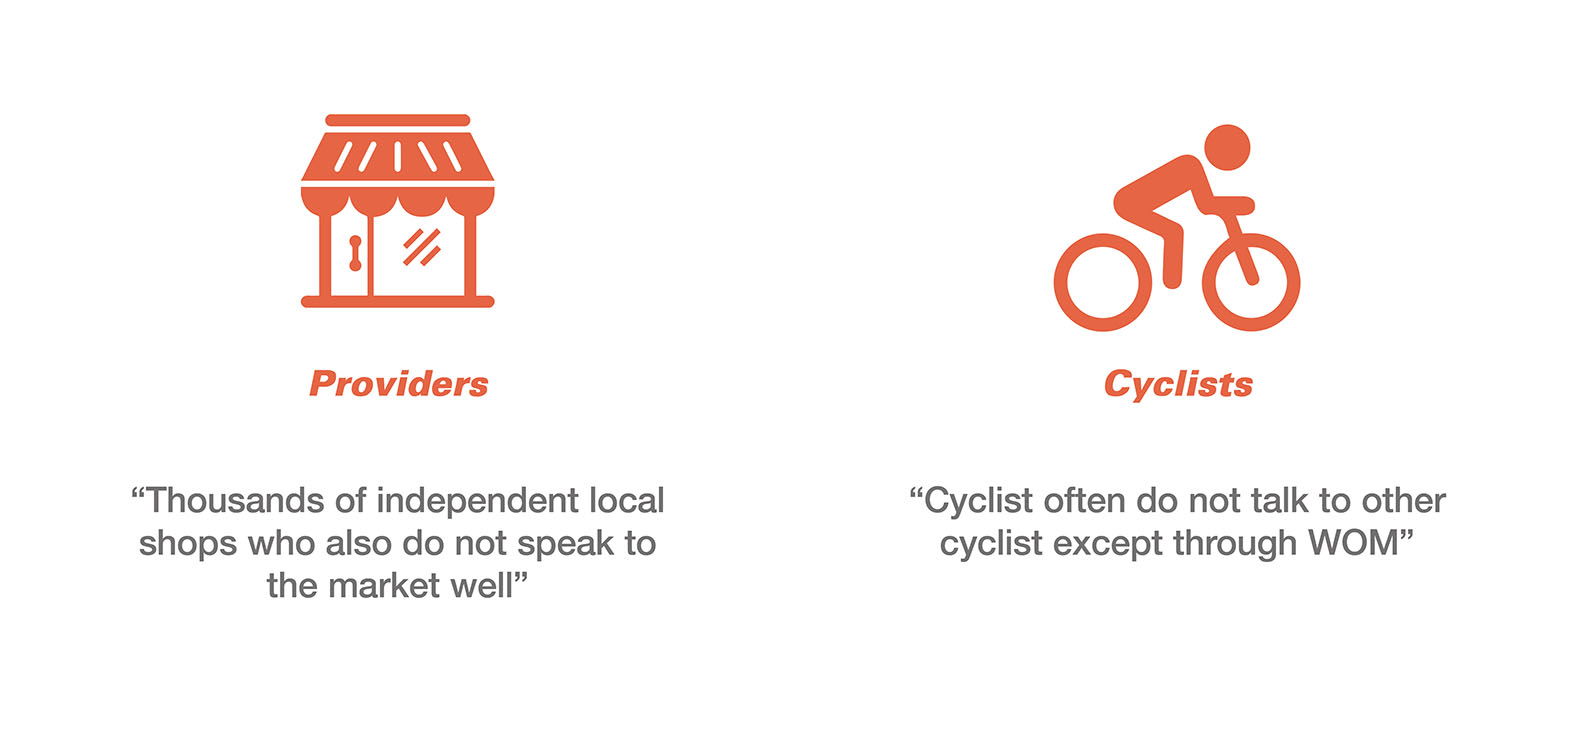 Providers
“Thousands of independent local
shops who also do not speak to
the market well”
Cyclists
“Cyclist often do not talk to other
cyclist except through WOM”